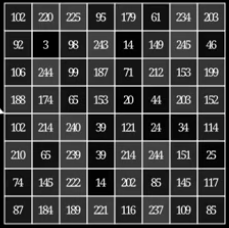 102 220 225 95 179 61 234 203
92 3 98 243 14 149 245 46
106 244 99 187 71 212 153 199
188 174 65 153 20 44 203 152
102 214 240 39 121 24 34 114
210 65 239 39 214 244 151 25
74 145 222 14 202 85 145 117
87 184 189 221 116 237 109 85